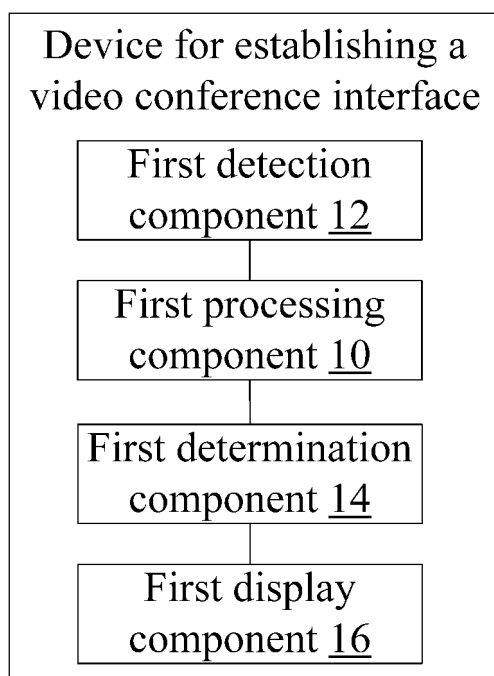 Device for establishing a
video conference interface
First detection
component 12
First processing
component 10
First determination
component 14
First display
component 16